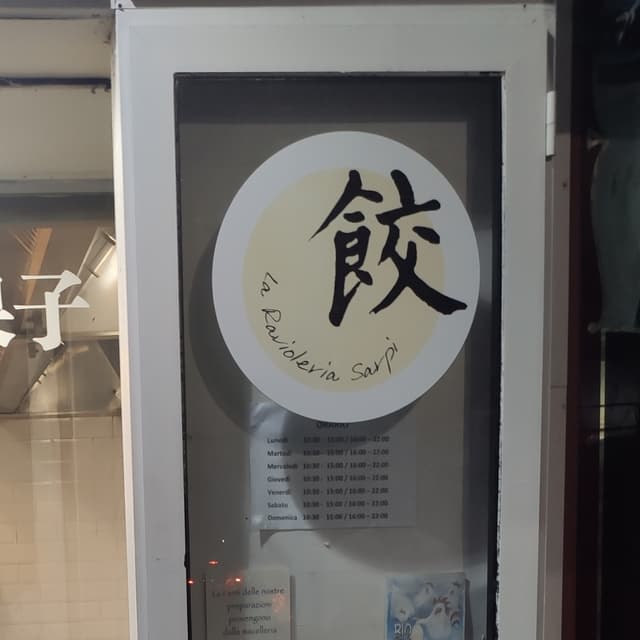 餃
La Ravioleria Sarpi
子
ORARIO
Lunedì 10:30 - 15:00 / 16:00 - 22:00
Martedì 10:30 - 15:00 / 16:00 - 22:00
Mercoledì 10:30 - 15:00 / 16:00 - 22:00
Giovedì 10:30 - 15:00 / 16:00 - 22:00
Venerdì 10:30 - 15:00 / 16:00 - 22:00
Sabato 10:30 - 15:00 / 16:00 - 22:00
Domenica 10:30 - 15:00 / 16:00 - 22:00
Le carni delle nostre
preparazioni
provengono
dalla macelleria